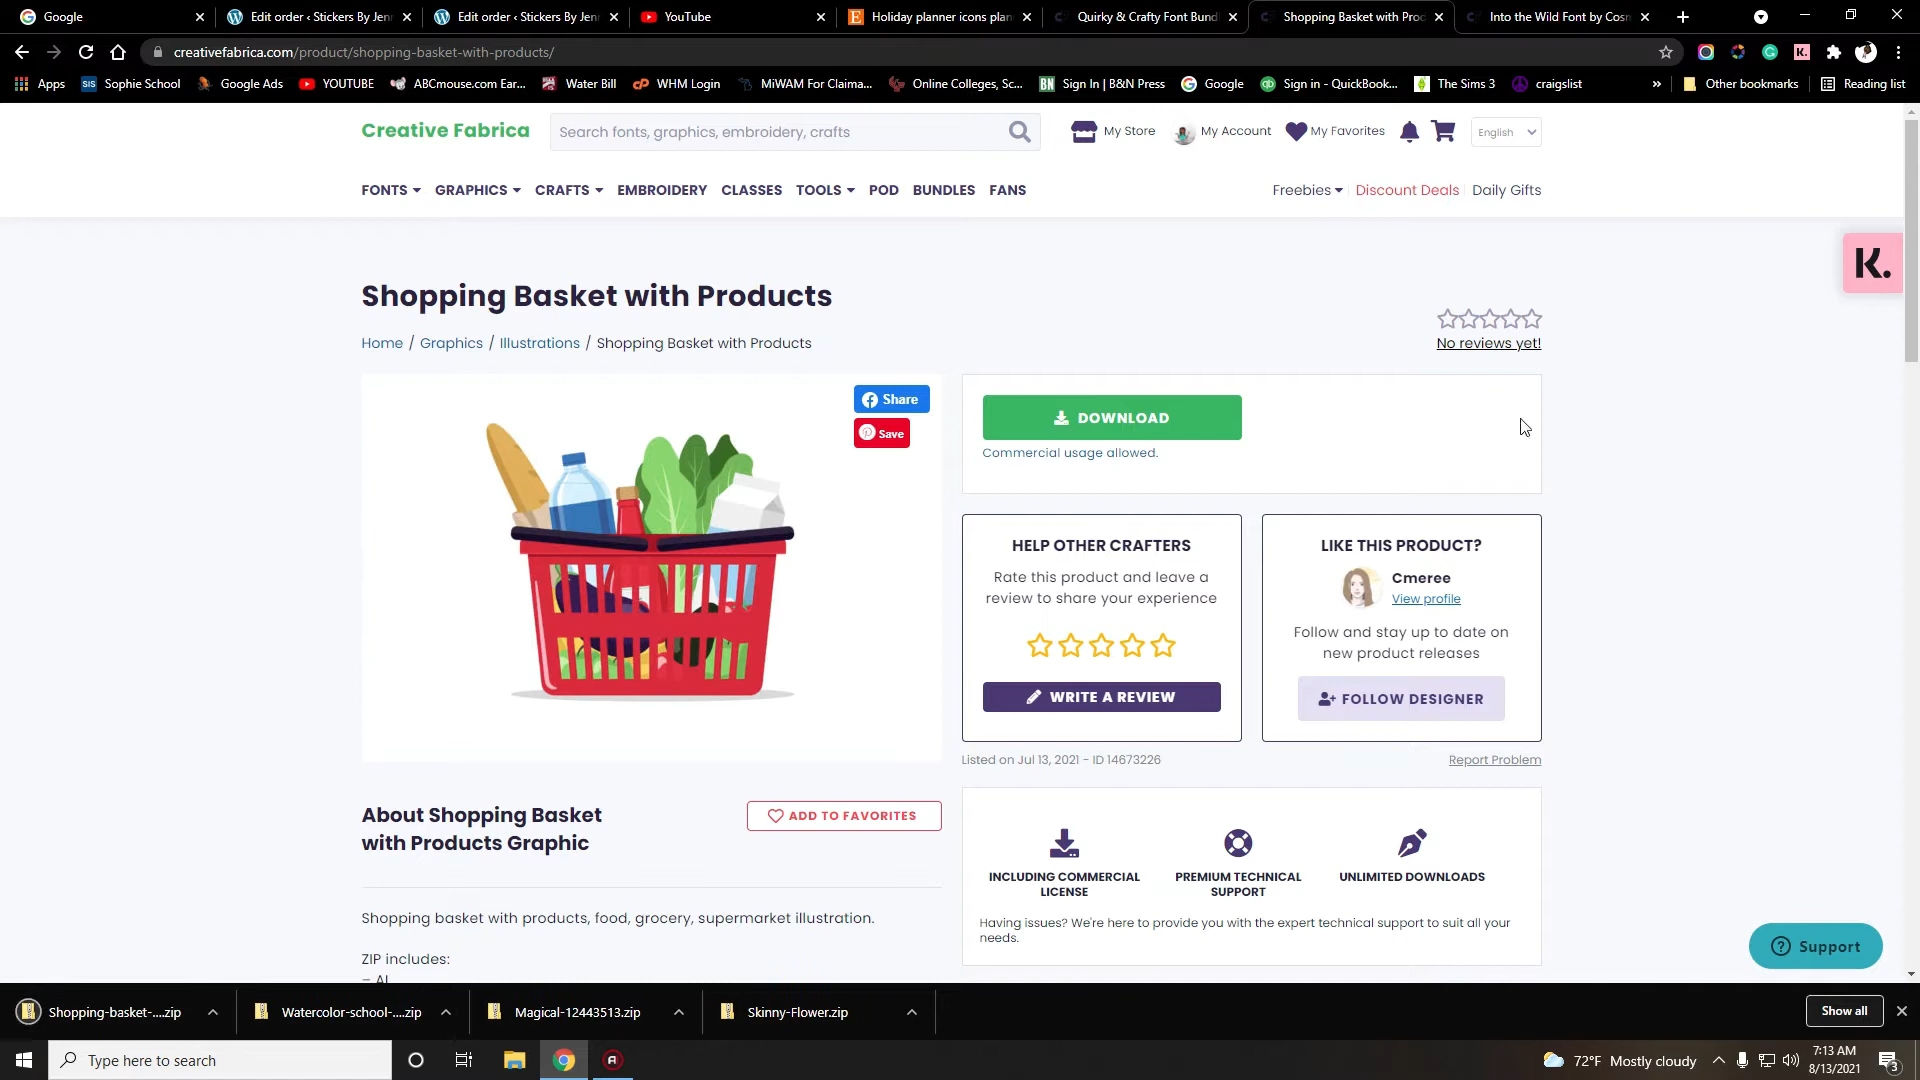 Google
Edit order ‹ Stickers By Jenn
Edit order ‹ Stickers By Jenn
YouTube
Holiday planner icons plan
Quirky & Crafty Font Bund
Shopping Basket with Prod
Into the Wild Font by Cosm
creativefabrica.com/product/shopping-basket-with-products/
Apps
SIS Sophie School
Google Ads
YOUTUBE
ABCmouse.com Ear...
Water Bill
WHM Login
MiWAM For Claima...
Online Colleges, Sc...
BN Sign In | B&N Press
Google
Sign in - QuickBook...
The Sims 3
craigslist
»
Other bookmarks
Reading list
Creative Fabrica
Search fonts, graphics, embroidery, crafts
My Store
My Account
My Favorites
English
FONTS
GRAPHICS
CRAFTS
EMBROIDERY
CLASSES
TOOLS
POD
BUNDLES
FANS
Freebies
Discount Deals
Daily Gifts
K.
Shopping Basket with Products
Home / Graphics / Illustrations / Shopping Basket with Products
No reviews yet!
Share
Save
DOWNLOAD
Commercial usage allowed.
HELP OTHER CRAFTERS
Rate this product and leave a
review to share your experience
WRITE A REVIEW
LIKE THIS PRODUCT?
Cmeree
View profile
Follow and stay up to date on
new product releases
FOLLOW DESIGNER
Listed on Jul 13, 2021 - ID 14673226
Report Problem
About Shopping Basket
with Products Graphic
ADD TO FAVORITES
INCLUDING COMMERCIAL
LICENSE
PREMIUM TECHNICAL
SUPPORT
UNLIMITED DOWNLOADS
Having issues? We're here to provide you with the expert technical support to suit all your
needs.
Shopping basket with products, food, grocery, supermarket illustration.
ZIP includes:
– AI
Support
Shopping-basket-....zip
Watercolor-school-....zip
Magical-12443513.zip
Skinny-Flower.zip
Show all
Type here to search
72°F Mostly cloudy
7:13 AM
8/13/2021
3